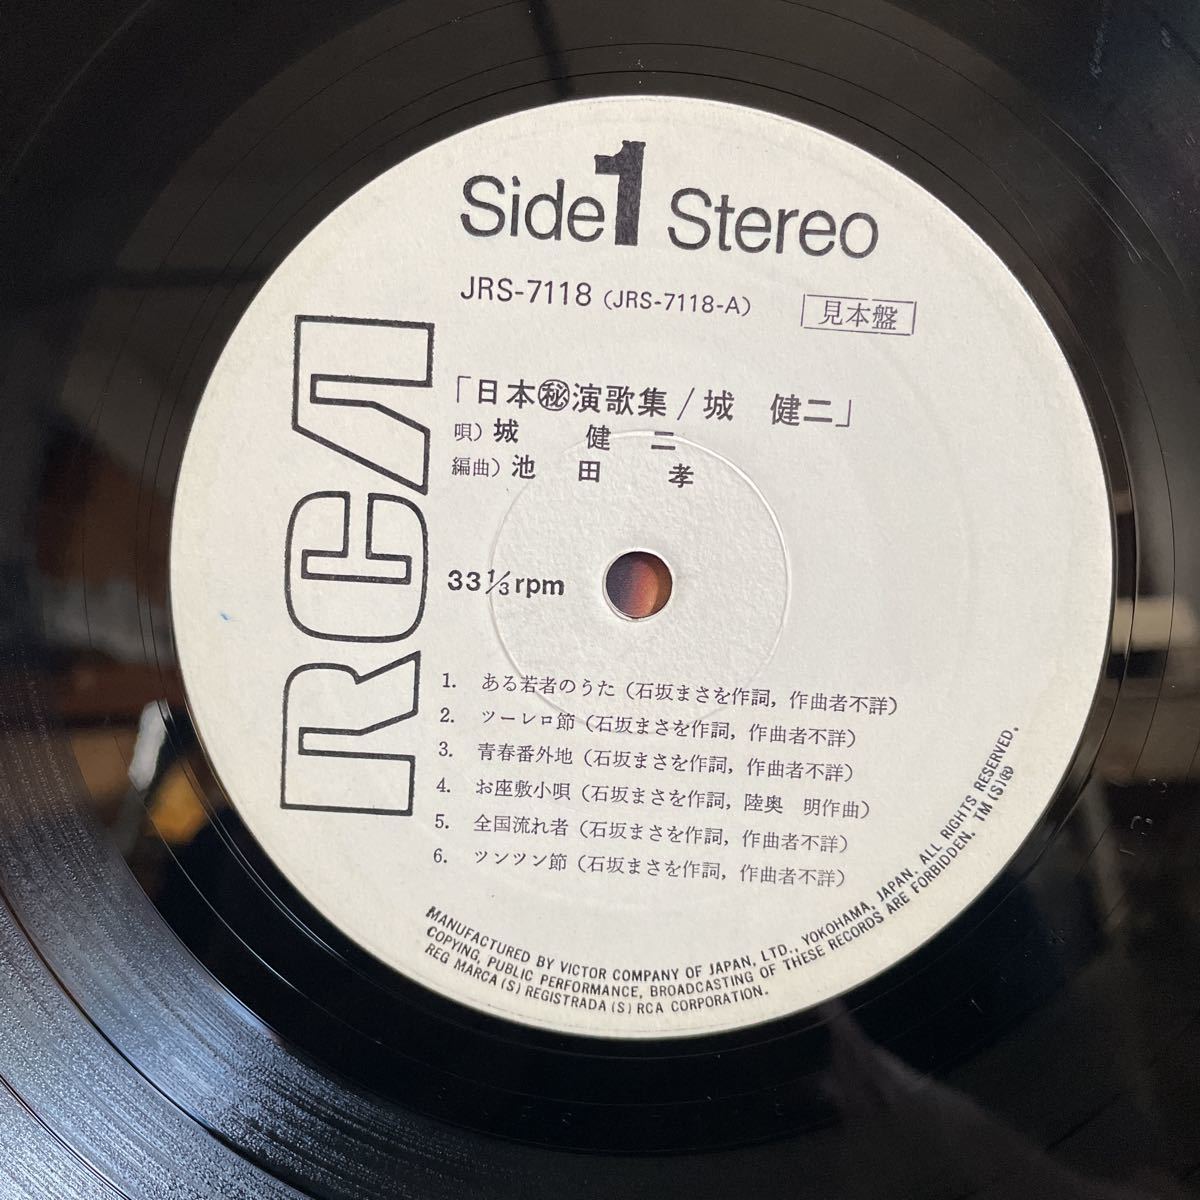 Side 1 Stereo
JRS-7118 (JRS-7118-A) 見本盤
RCA
「日本㊙演歌集/城 健二」
唄)城 健 二
編曲)池 田 孝
33 1/3 rpm
1. ある若者のうた(石坂まさを作詞, 作曲者不詳)
2. ツーレロ節(石坂まさを作詞, 作曲者不詳)
3. 青春番外地(石坂まさを作詞, 作曲者不詳)
4. お座敷小唄(石坂まさを作詞, 陸奥 明作曲)
5. 全国流れ者(石坂まさを作詞, 作曲者不詳)
6. ツンツン節(石坂まさを作詞, 作曲者不詳)
MANUFACTURED BY VICTOR COMPANY OF JAPAN, LTD., YOKOHAMA, JAPAN. ALL RIGHTS RESERVED.
COPYING, PUBLIC PERFORMANCE, BROADCASTING OF THESE RECORDS ARE FORBIDDEN. TM(S)®
REG MARCA(S) REGISTRADA(S) RCA CORPORATION.